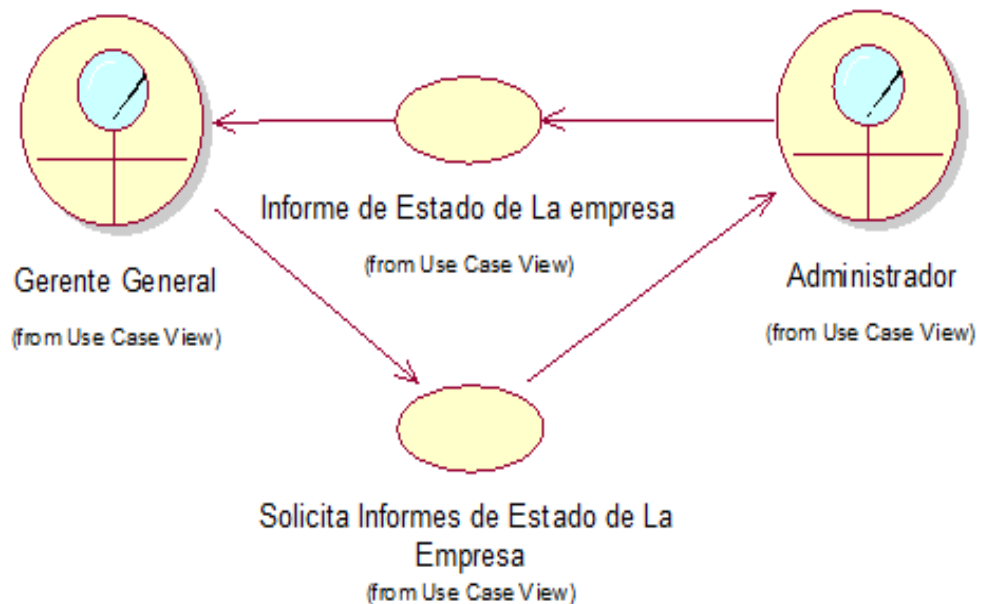 Informe de Estado de La empresa
(from Use Case View)
Gerente General
(from Use Case View)
Administrador
(from Use Case View)
Solicita Informes de Estado de La
Empresa
(from Use Case View)